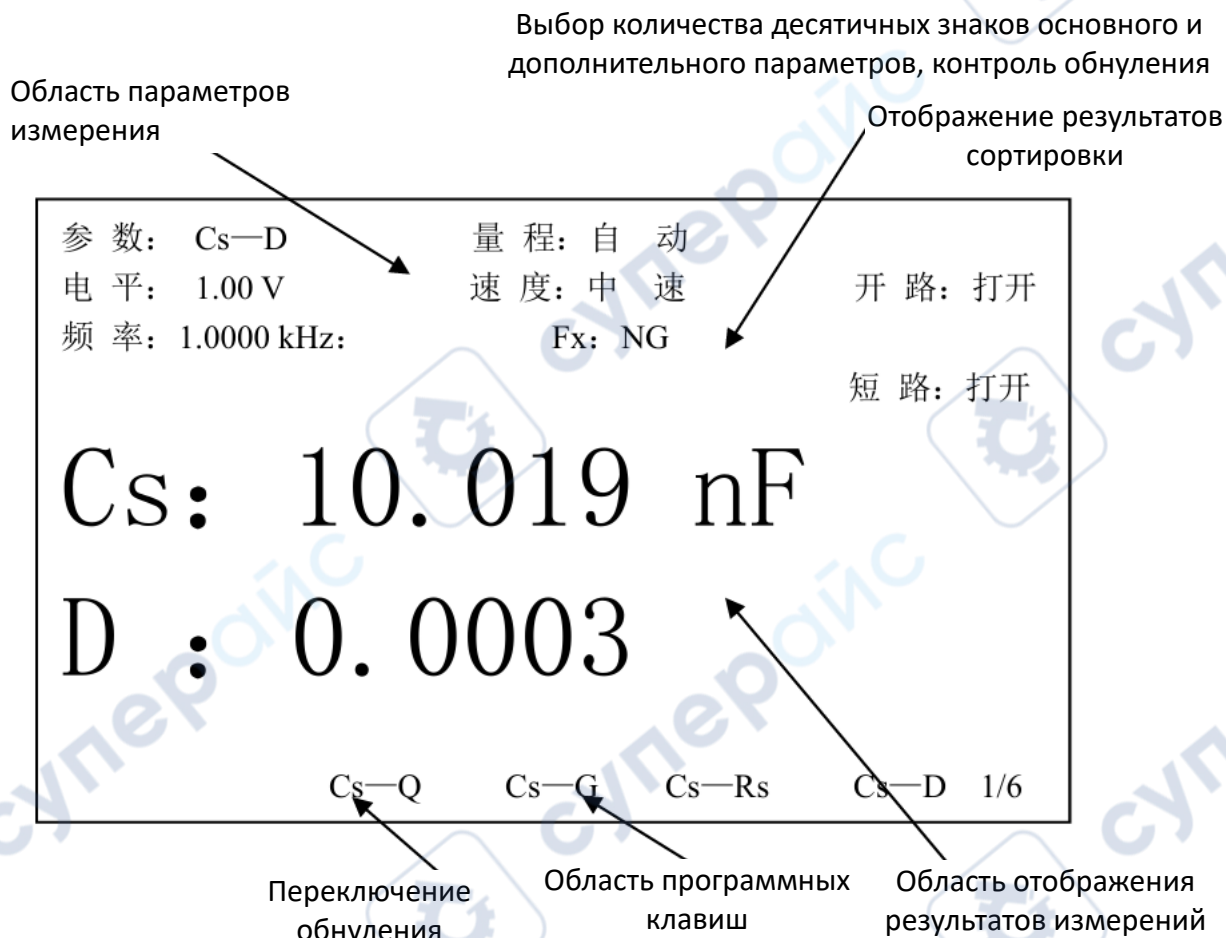 Выбор количества десятичных знаков основного и
дополнительного параметров, контроль обнуления
Область параметров
измерения
Отображение результатов
сортировки
参 数： Cs—D 量 程：自 动
电 平： 1.00 V 速 度：中 速 开 路：打开
频 率：1.0000 kHz： Fx：NG
短 路：打开
Cs： 10.019 nF
D ： 0.0003
Cs—Q Cs—G Cs—Rs Cs—D 1/6
Переключение
обнуления
Область программных
клавиш
Область отображения
результатов измерений
суперайс
суперайс
суперайс